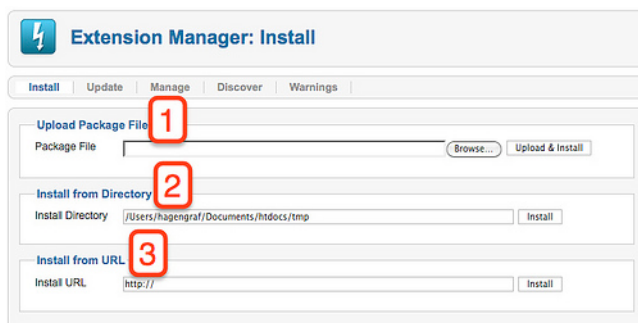 Extension Manager: Install
Install Update Manage Discover Warnings
1
Upload Package File
Package File Browse... Upload & Install
2
Install from Directory
Install Directory /Users/hagengraf/Documents/htdocs/tmp Install
3
Install from URL
Install URL http:// Install